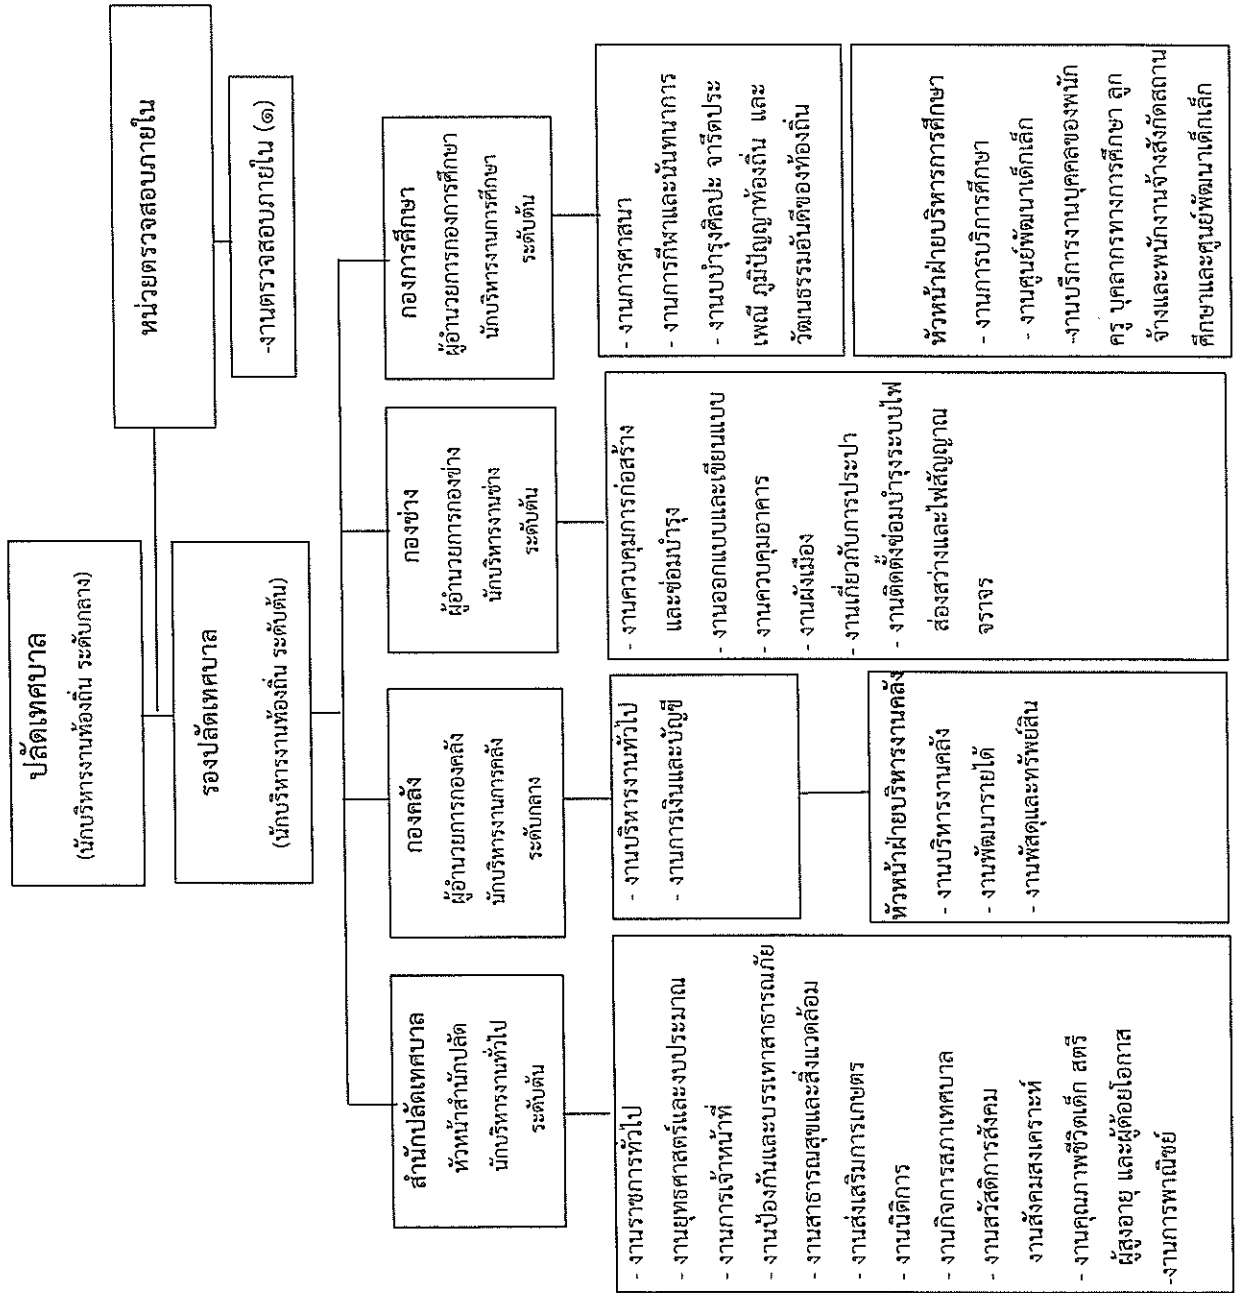 ปลัดเทศบาล
(นักบริหารงานท้องถิ่น ระดับกลาง)
รองปลัดเทศบาล
(นักบริหารงานท้องถิ่น ระดับต้น)
หน่วยตรวจสอบภายใน
-งานตรวจสอบภายใน (๑)
สำนักปลัดเทศบาล
หัวหน้าสำนักปลัด
นักบริหารงานทั่วไป
ระดับต้น
กองคลัง
ผู้อำนวยการกองคลัง
นักบริหารงานการคลัง
ระดับกลาง
กองช่าง
ผู้อำนวยการกองช่าง
นักบริหารงานช่าง
ระดับต้น
กองการศึกษา
ผู้อำนวยการกองการศึกษา
นักบริหารงานการศึกษา
ระดับต้น
- งานราชการทั่วไป
- งานยุทธศาสตร์และงบประมาณ
- งานการเจ้าหน้าที่
- งานป้องกันและบรรเทาสาธารณภัย
- งานสาธารณสุขและสิ่งแวดล้อม
- งานส่งเสริมการเกษตร
- งานนิติการ
- งานกิจการสภาเทศบาล
- งานสวัสดิการสังคม
งานสังคมสงเคราะห์
- งานคุณภาพชีวิตเด็ก สตรี
ผู้สูงอายุ และผู้ด้อยโอกาส
-งานการพาณิชย์
- งานบริหารงานทั่วไป
- งานการเงินและบัญชี
หัวหน้าฝ่ายบริหารงานคลัง
- งานบริหารงานคลัง
- งานพัฒนารายได้
- งานพัสดุและทรัพย์สิน
- งานควบคุมการก่อสร้าง
และซ่อมบำรุง
- งานออกแบบและเขียนแบบ
- งานควบคุมอาคาร
- งานผังเมือง
- งานเกี่ยวกับการประปา
- งานติดตั้งซ่อมบำรุงระบบไฟ
ส่องสว่างและไฟสัญญาณ
จราจร
- งานการศาสนา
- งานการกีฬาและนันทนาการ
- งานบบำรุงศิลปะ จารีตประ
เพณี ภูมิปัญญาท้องถิ่น และ
วัฒนธรรมอันดีของท้องถิ่น
หัวหน้าฝ่ายบริหารการศึกษา
- งานการบริการศึกษา
- งานศูนย์พัฒนาเด็กเล็ก
-งานบริการงานบุคคลของพนัก
ครู บุคลากรทางการศึกษา ลูก
จ้างและพนักงานจ้างสังกัดสถาน
ศึกษาและศูนย์พัฒนาเด็กเล็ก